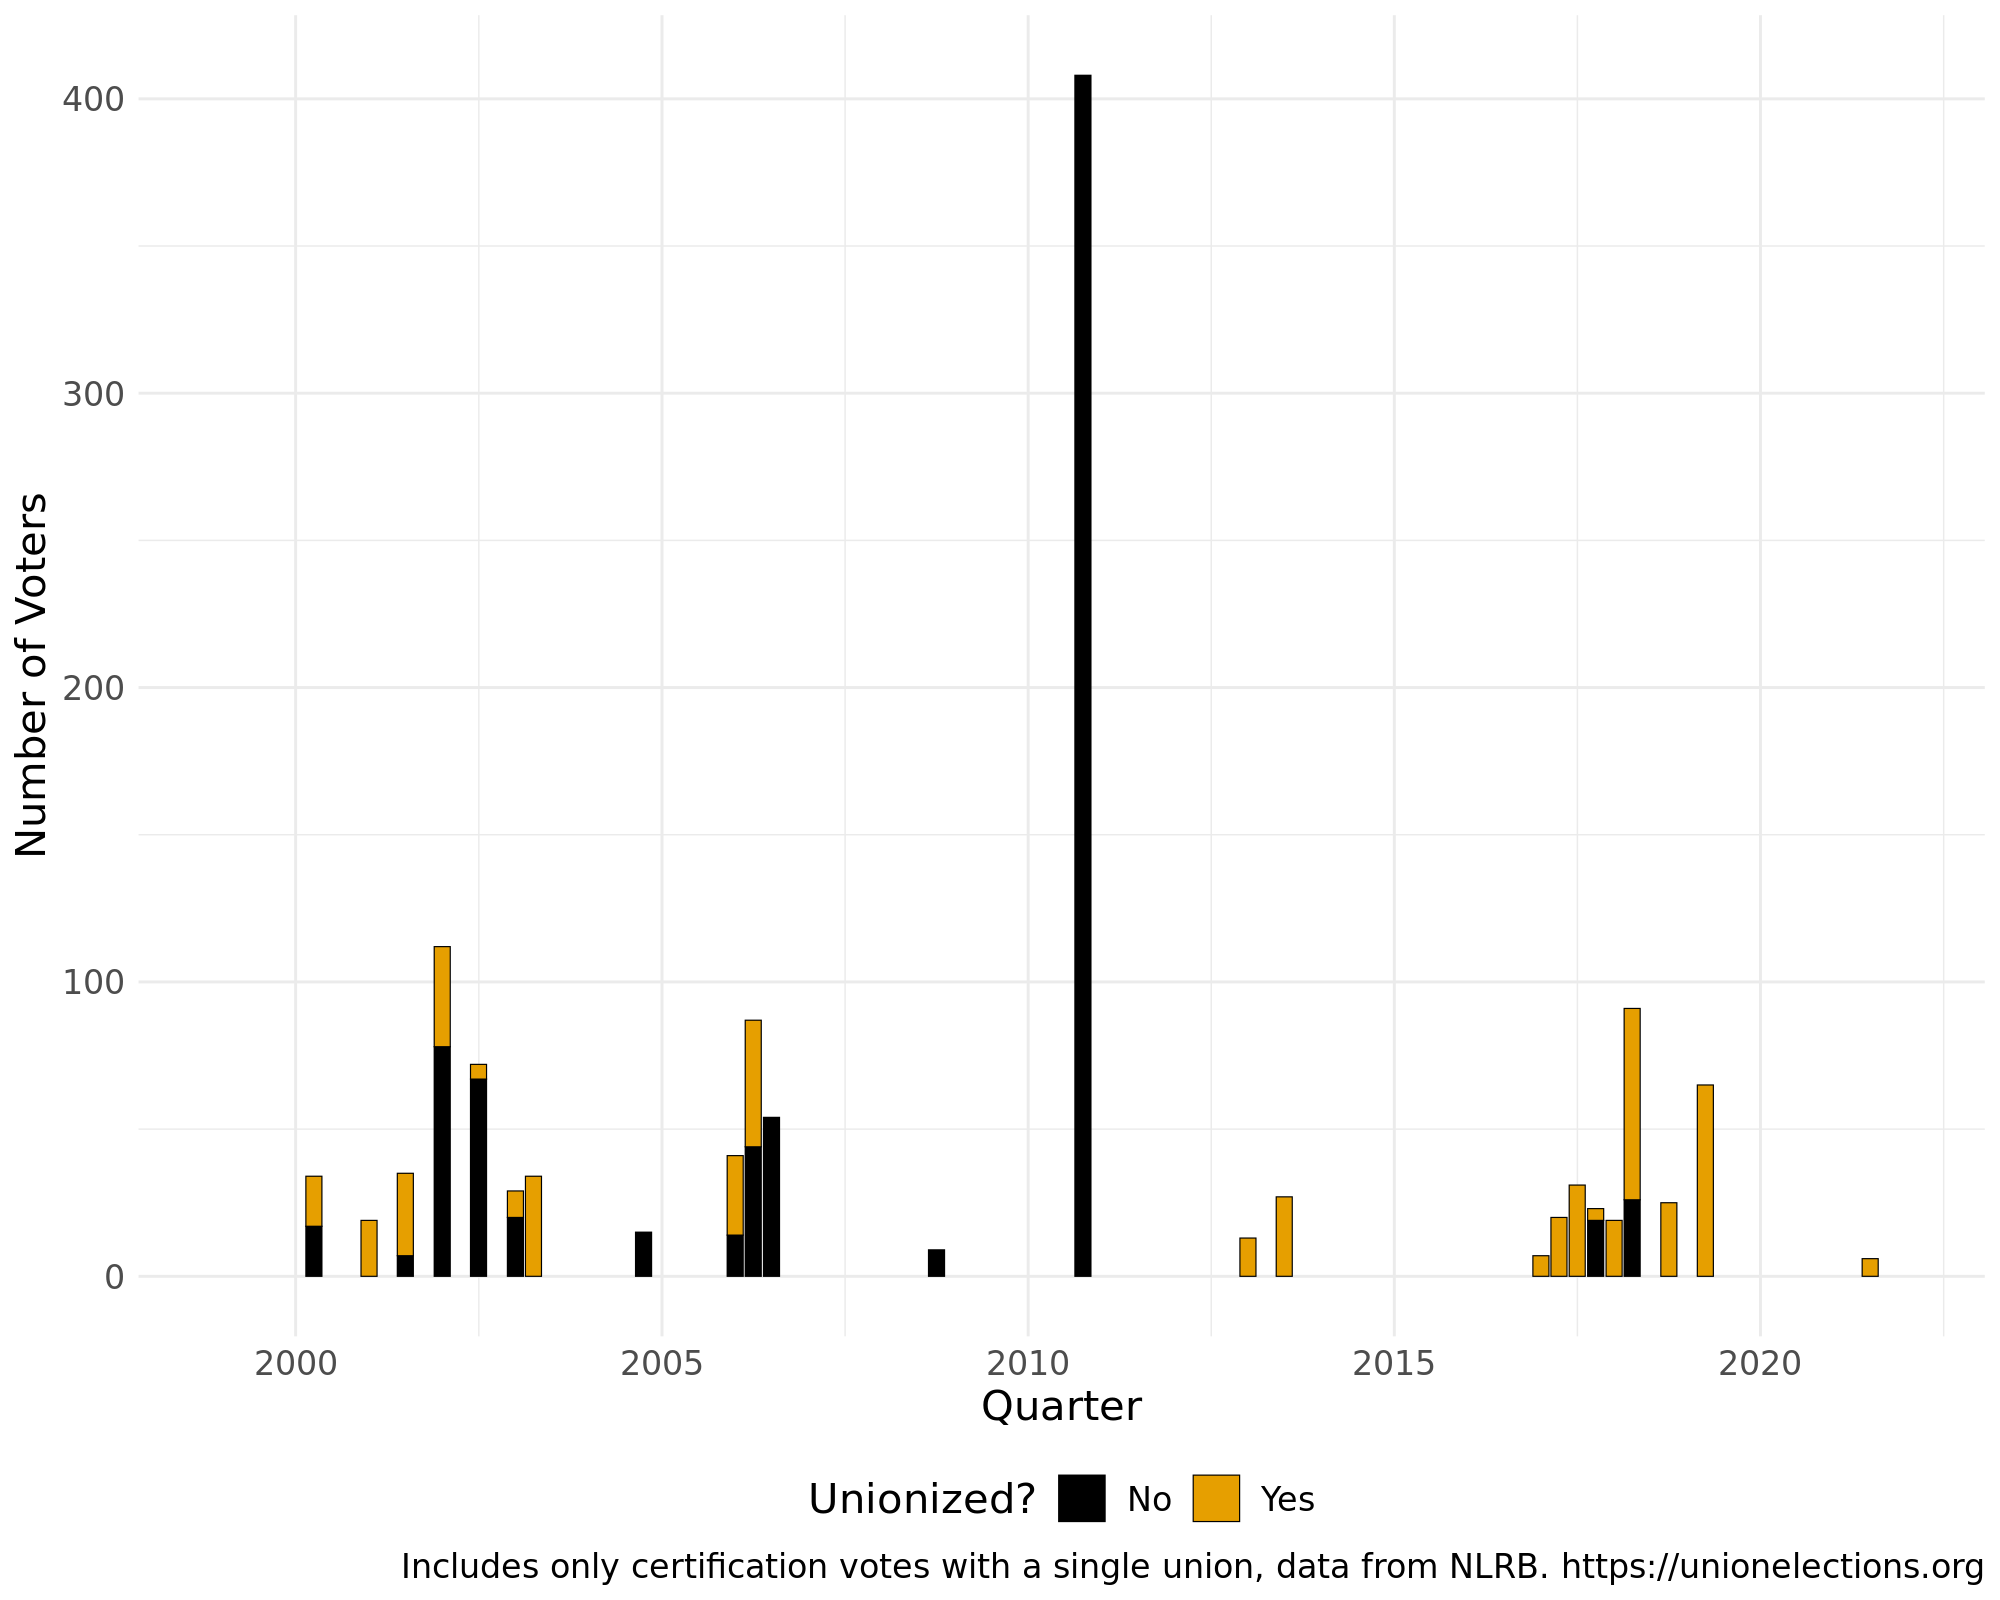 400
300
200
100
0
Number of Voters
2000 2005 2010 2015 2020
Quarter
Unionized? No Yes
Includes only certification votes with a single union, data from NLRB. https://unionelections.org